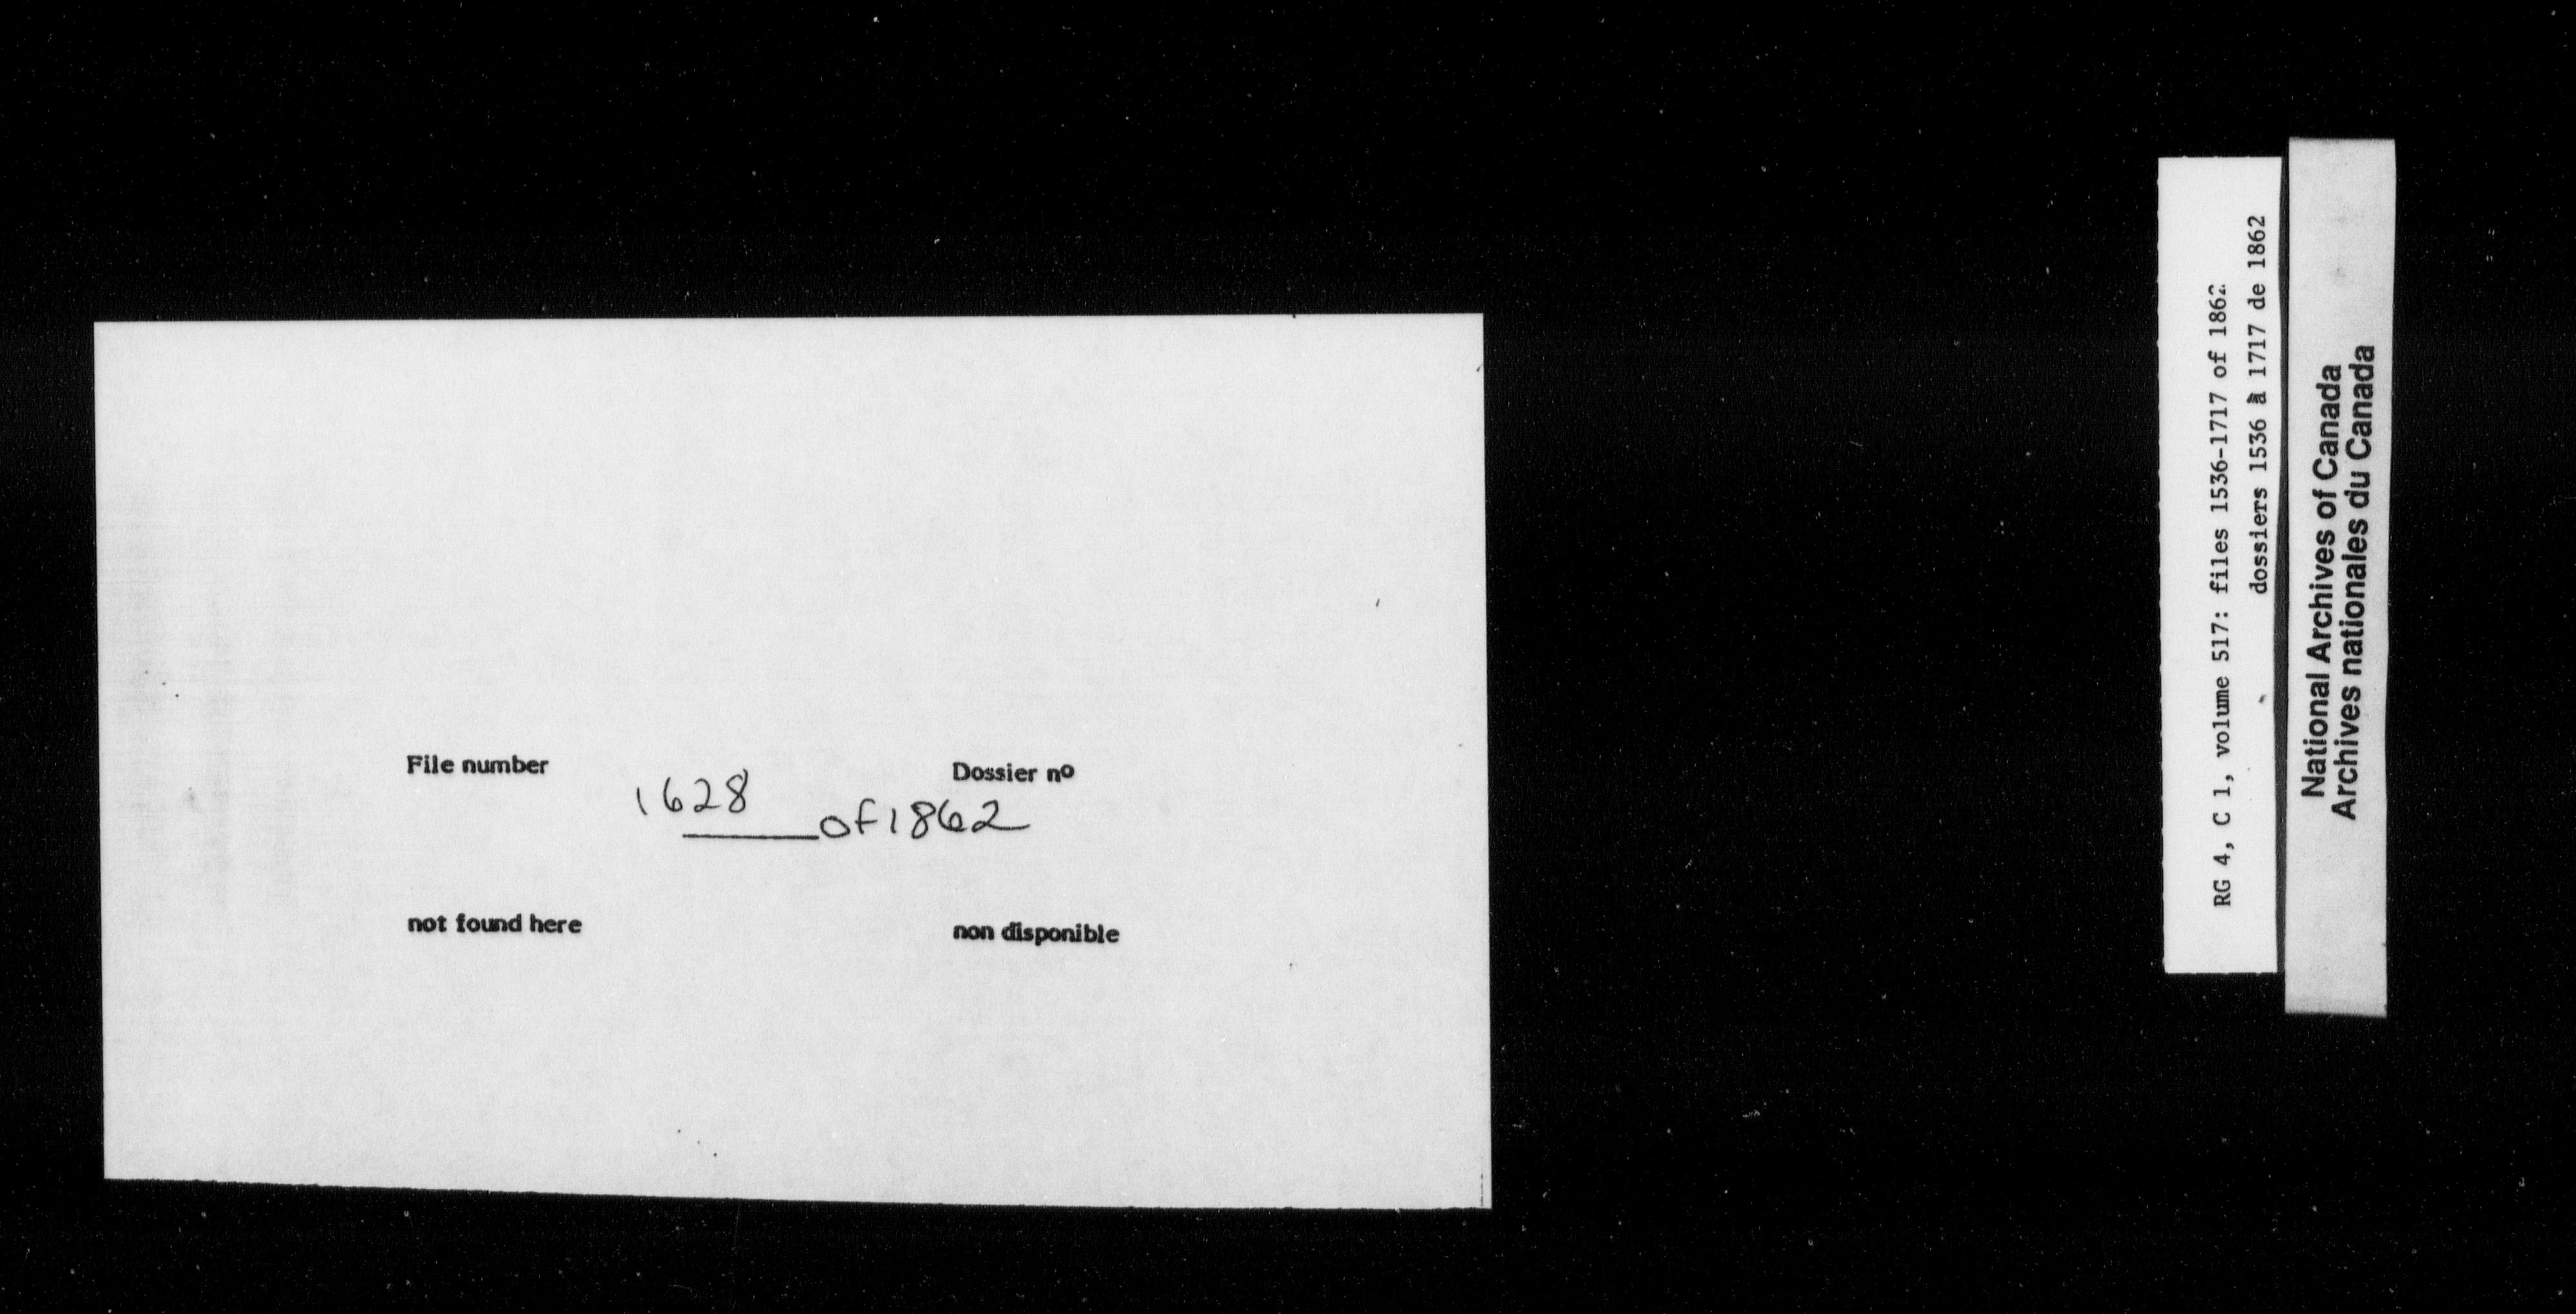 File number
Dossier nº
1628
of 1862
not found here
non disponible
RG 4, C 1, volume 517: files 1536-1717 of 1862
dossiers 1536 à 1717 de 1862
National Archives of Canada
Archives nationales du Canada